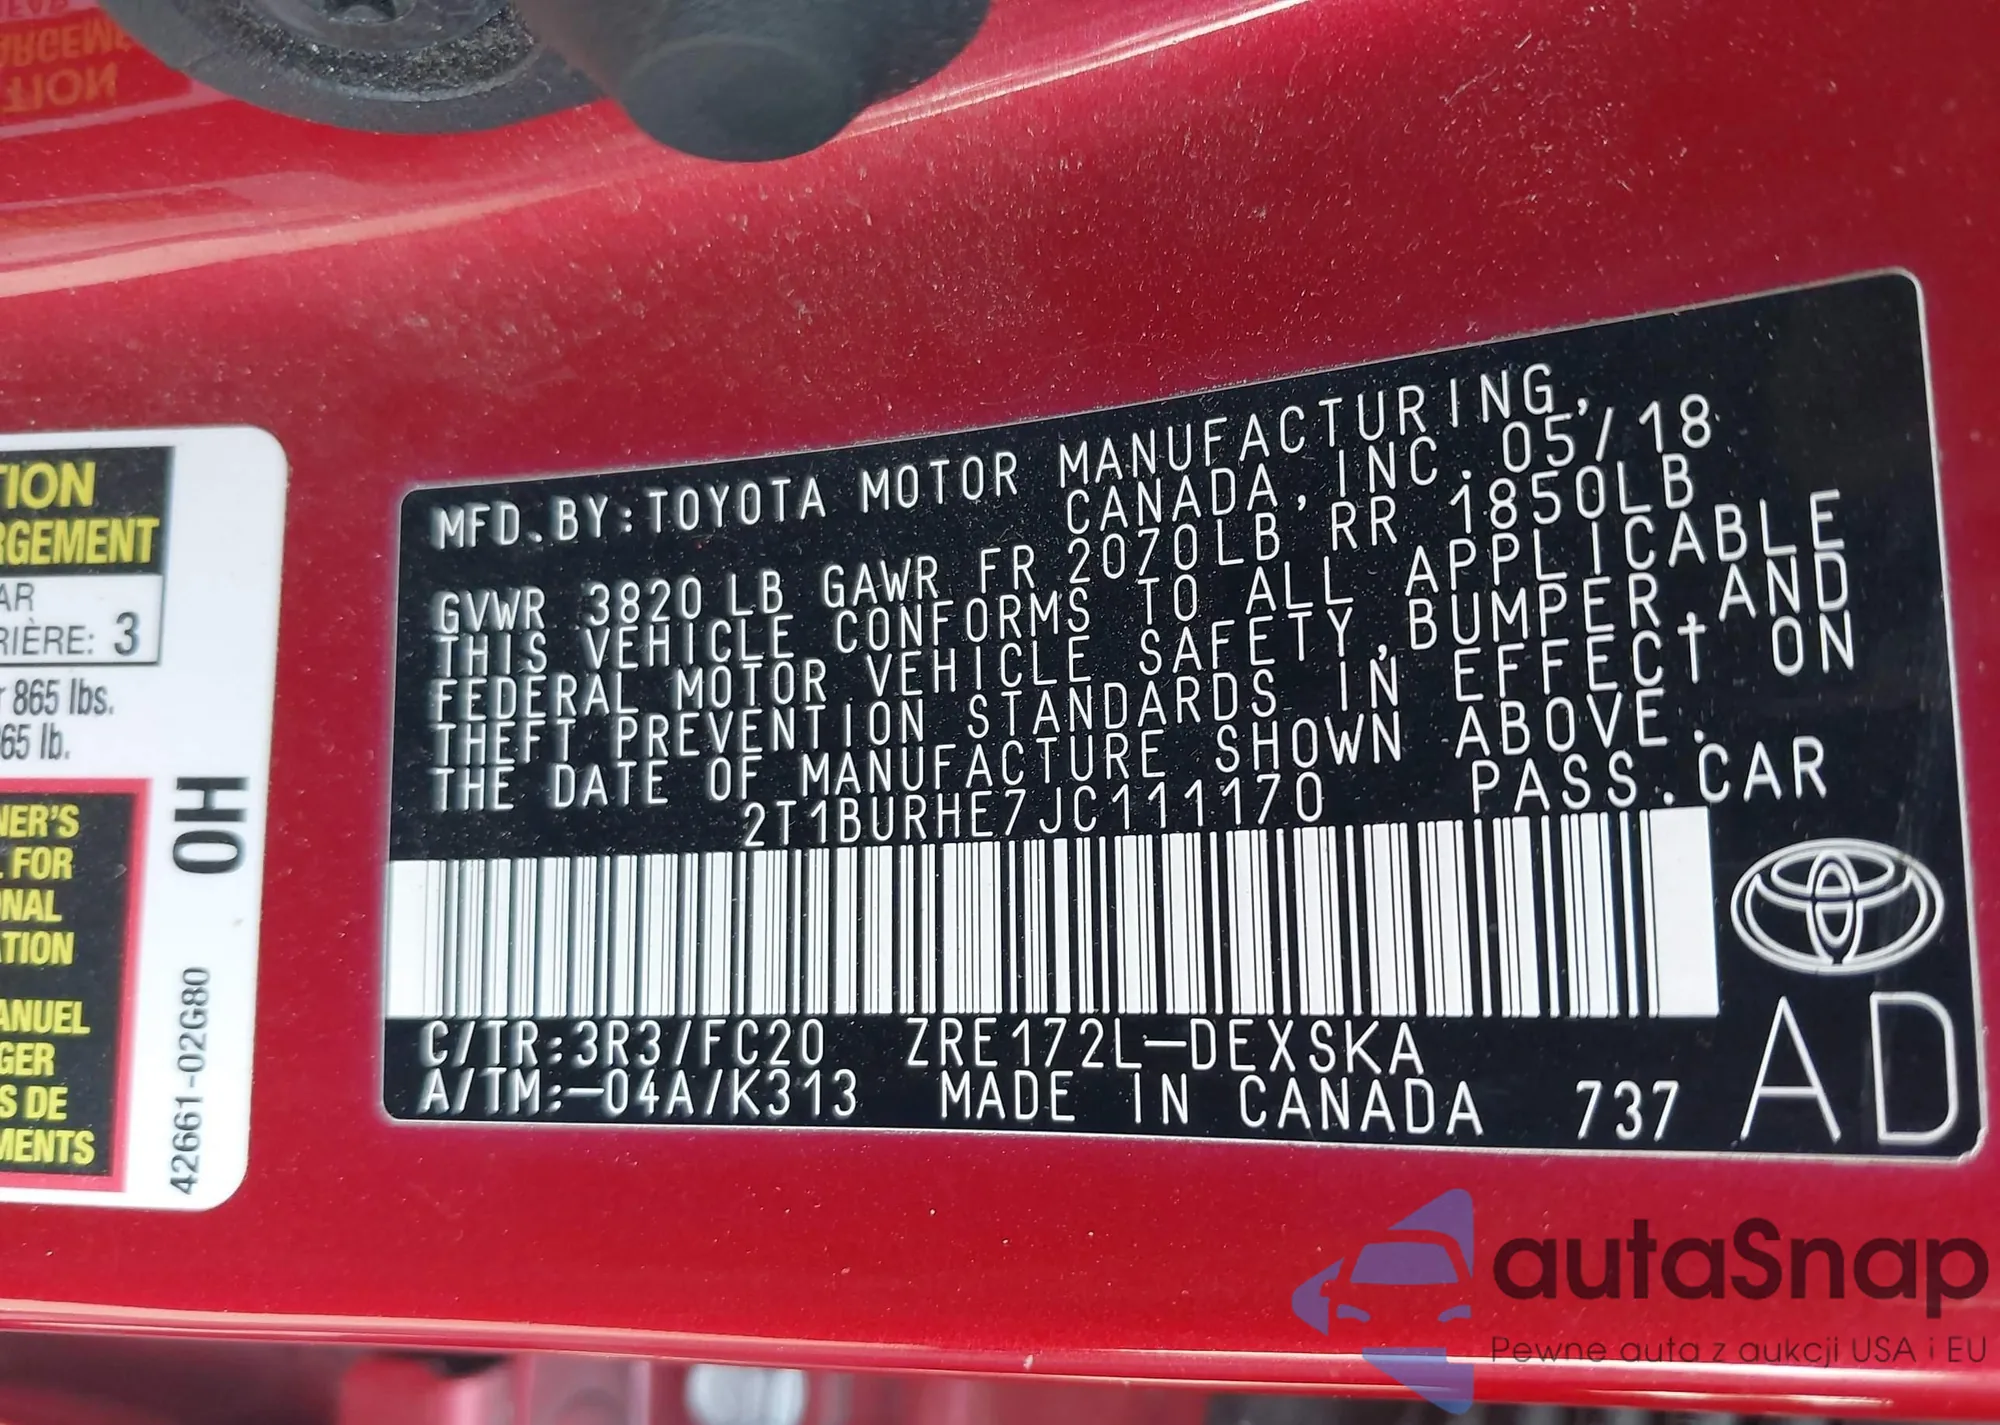 TION
RGEMENT
AR
RIÈRE: 3
865 lbs.
65 lb.
NER'S
FOR
NAL
ATION
ANUEL
GER
S DE
MENTS
OH
42661-02G80
MFD.BY:TOYOTA MOTOR MANUFACTURING,
CANADA,INC. 05/18
GVWR 3820LB GAWR FR 2070LB RR 1850LB
THIS VEHICLE CONFORMS TO ALL APPLICABLE
FEDERAL MOTOR VEHICLE SAFETY,BUMPER,AND
THEFT PREVENTION STANDARDS IN EFFECT ON
THE DATE OF MANUFACTURE SHOWN ABOVE.
2T1BURHE7JC111170 PASS.CAR
C/TR:3R3/FC20 ZRE172L-DEXSKA
A/TM:-04A/K313 MADE IN CANADA 737
AD
autaSnap
Pewne auta z aukcji USA i EU